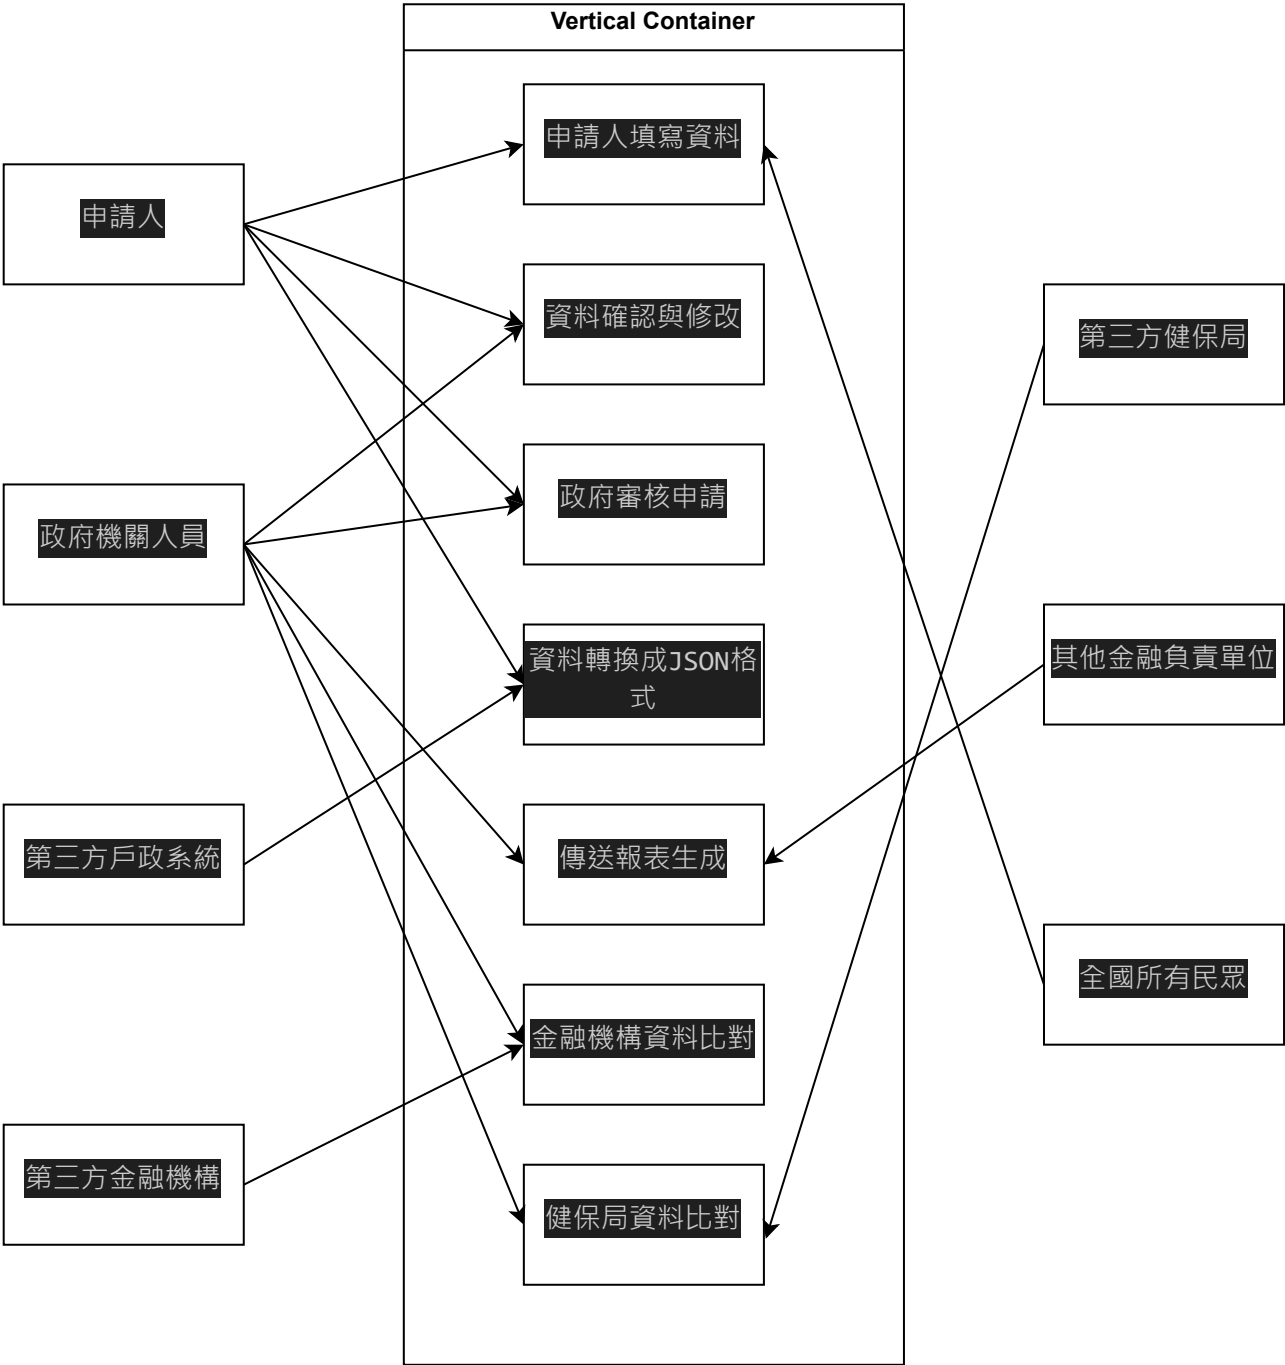 Vertical Container
申請人填寫資料
申請人
資料確認與修改
第三方健保局
政府審核申請
政府機關人員
資料轉換成JSON格
式
其他金融負責單位
第三方戶政系統
傳送報表生成
全國所有民眾
金融機構資料比對
第三方金融機構
健保局資料比對